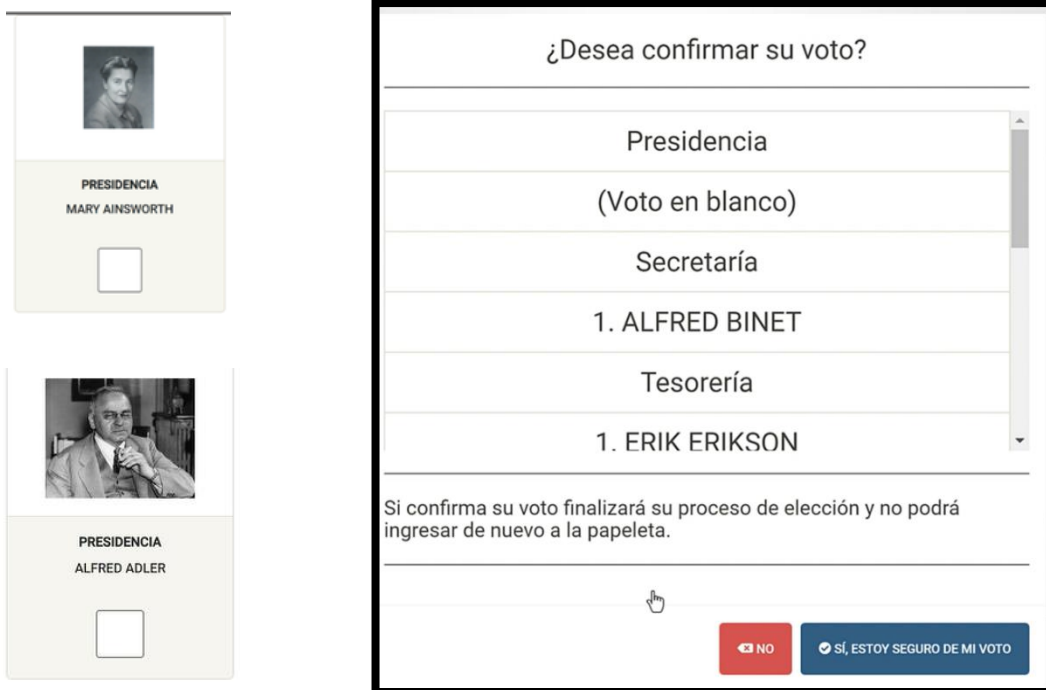 PRESIDENCIA
MARY AINSWORTH
PRESIDENCIA
ALFRED ADLER
¿Desea confirmar su voto?
Presidencia
(Voto en blanco)
Secretaría
1. ALFRED BINET
Tesorería
1. ERIK ERIKSON
Si confirma su voto finalizará su proceso de elección y no podrá
ingresar de nuevo a la papeleta.
NO
SÍ, ESTOY SEGURO DE MI VOTO